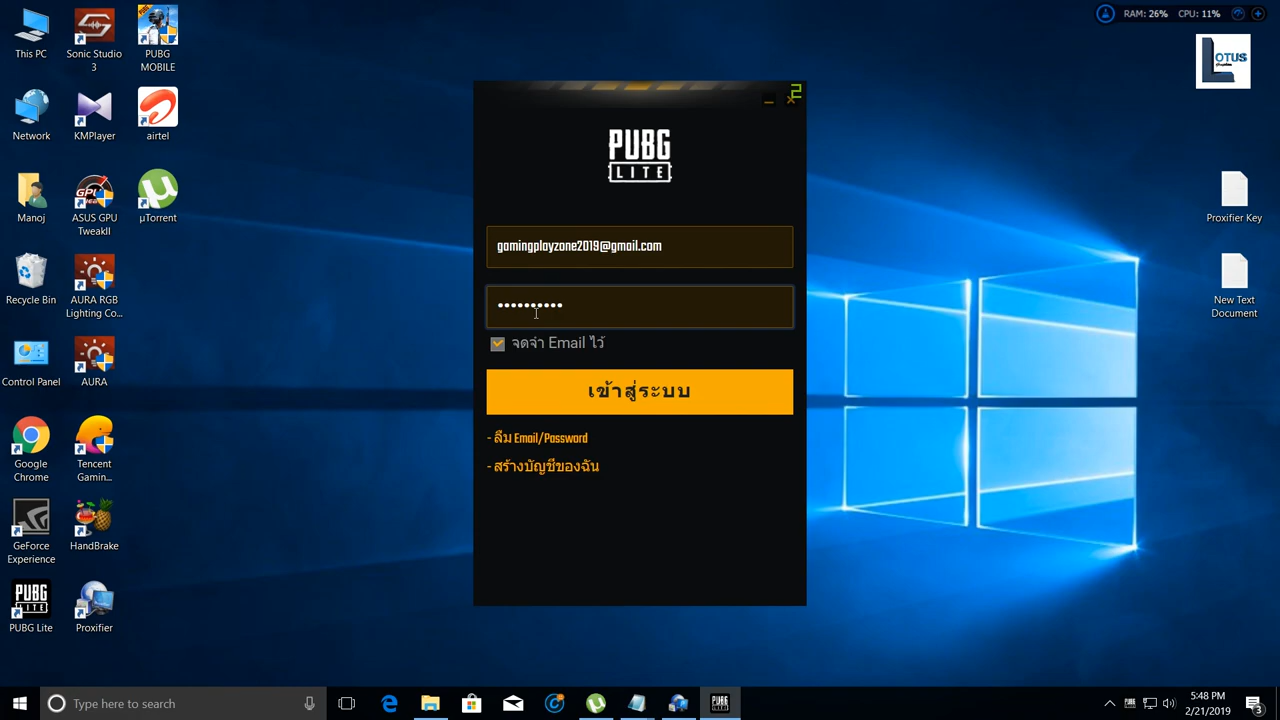 This PC
Sonic Studio
3
PUBG
MOBILE
RAM: 26%
CPU: 11%
LOTUS
2
PUBG
LITE
Network
KMPlayer
airtel
gamingplayzone2019@gmail.com
••••••••••
จดจำ Email ไว้
เข้าสู่ระบบ
- ลืม Email/Password
- สร้างบัญชีของฉัน
Manoj
ASUS GPU
TweakII
µTorrent
Proxifier Key
Recycle Bin
AURA RGB
Lighting Co...
New Text
Document
Control Panel
AURA
Google
Chrome
Tencent
Gamin...
GeForce
Experience
HandBrake
PUBG
LITE
PUBG Lite
Proxifier
Type here to search
5:48 PM
2/21/2019
3